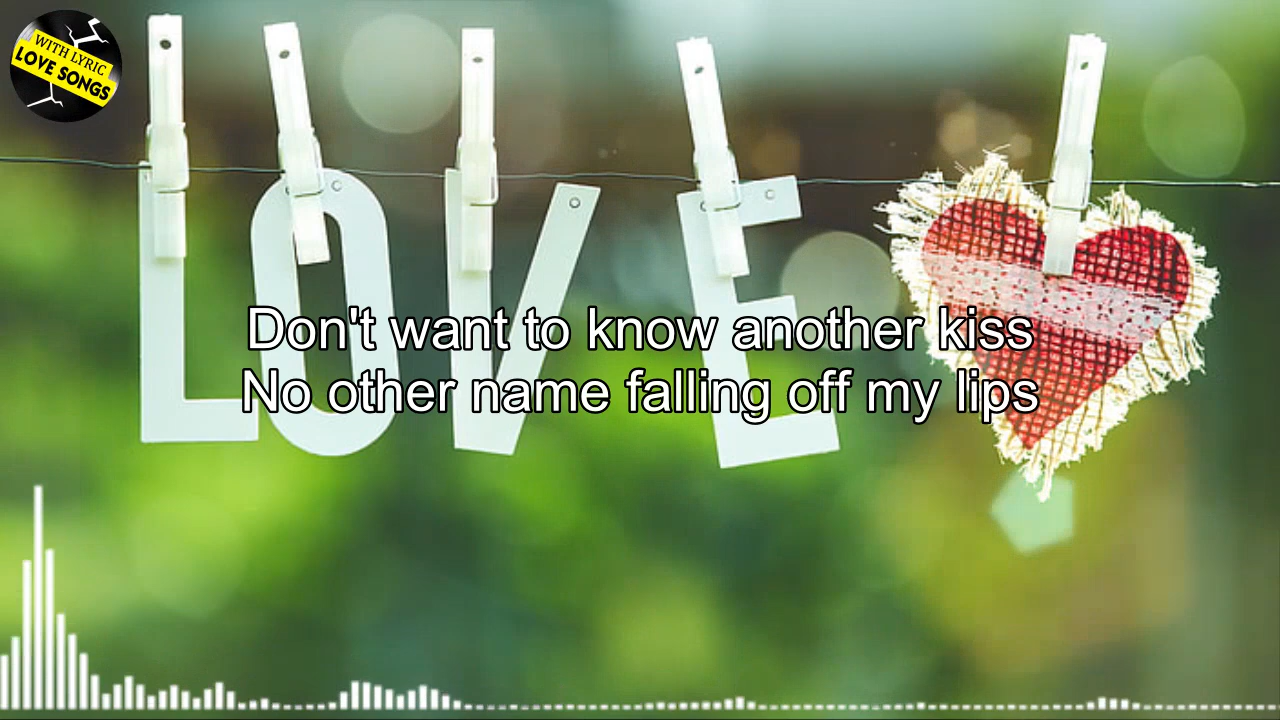 WITH LYRIC
LOVE SONGS
LOVE
Don't want to know another kiss
No other name falling off my lips